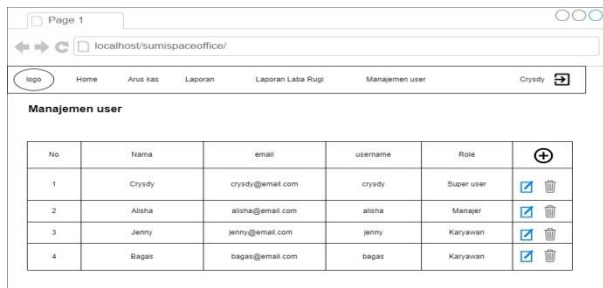 Page 1
localhost/sumispaceoffice/
logo Home Arus kas Laporan Laporan Laba Rugi Manajemen user Crysdy
Manajemen user
No Nama email username Role
1 Crysdy crysdy@email.com crysdy Super user
2 Alisha alisha@email.com alisha Manajer
3 Jenny jenny@email.com jenny Karyawan
4 Bagas bagas@email.com bagas Karyawan